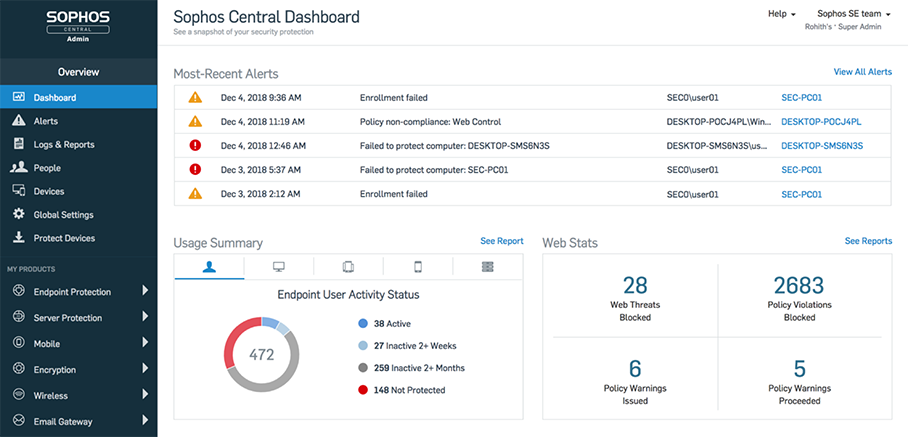 SOPHOS
CENTRAL
Admin
Overview
Dashboard
Alerts
Logs & Reports
People
Devices
Global Settings
Protect Devices
MY PRODUCTS
Endpoint Protection
Server Protection
Mobile
Encryption
Wireless
Email Gateway
Sophos Central Dashboard
See a snapshot of your security protection
Help
Sophos SE team
Rohith's · Super Admin
Most-Recent Alerts
View All Alerts
Dec 4, 2018 9:36 AM Enrollment failed SEC0\user01 SEC-PC01
Dec 4, 2018 11:19 AM Policy non-compliance: Web Control DESKTOP-POCJ4PL\Win... DESKTOP-POCJ4PL
Dec 4, 2018 12:46 AM Failed to protect computer: DESKTOP-SMS6N3S DESKTOP-SMS6N3S\us... DESKTOP-SMS6N3S
Dec 3, 2018 5:37 AM Failed to protect computer: SEC-PC01 SEC0\user01 SEC-PC01
Dec 3, 2018 2:12 AM Enrollment failed SEC0\user01 SEC-PC01
Usage Summary
See Report
Endpoint User Activity Status
472
38 Active
27 Inactive 2+ Weeks
259 Inactive 2+ Months
148 Not Protected
Web Stats
See Reports
28
Web Threats
Blocked
2683
Policy Violations
Blocked
6
Policy Warnings
Issued
5
Policy Warnings
Proceeded